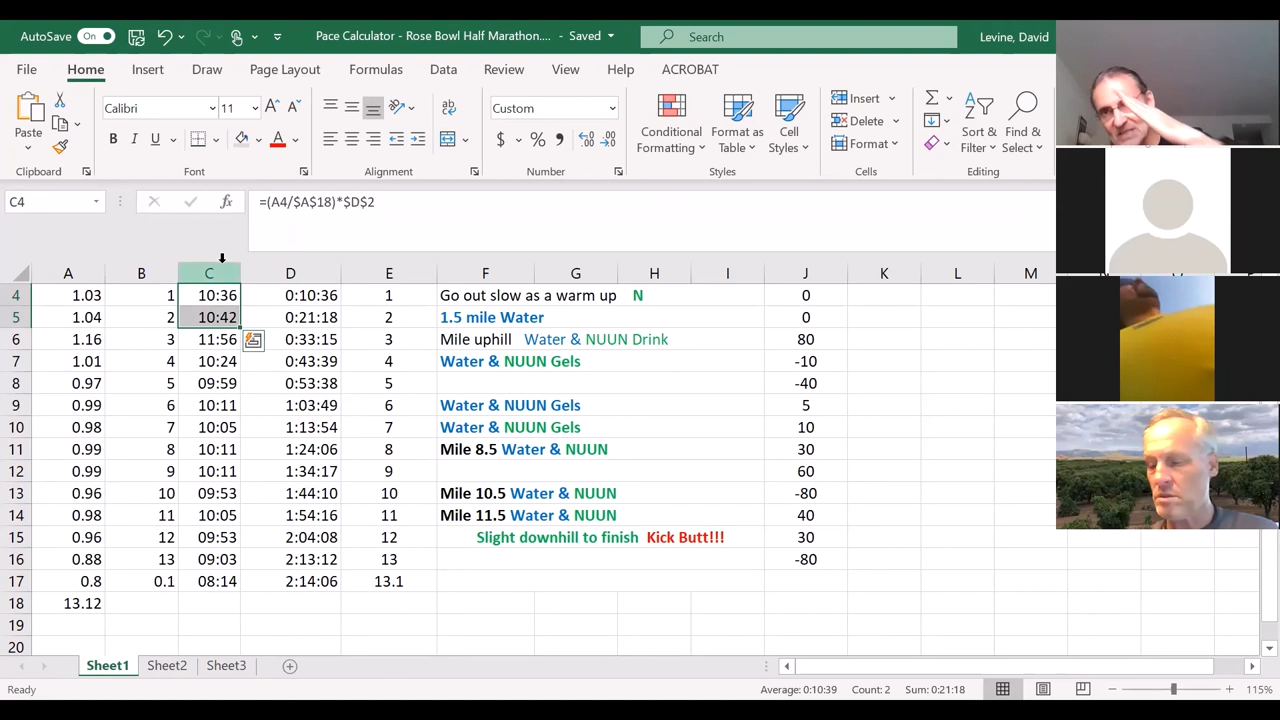 AutoSave On Pace Calculator - Rose Bowl Half Marathon.... - Saved Search Levine, David
File Home Insert Draw Page Layout Formulas Data Review View Help ACROBAT
Paste Calibri 11 A A Custom Conditional Formatting Format as Table Cell Styles Insert Delete Format Sort & Filter Find & Select
B I U A $ % ,
Clipboard Font Alignment Number Styles Cells Editing
C4 fx =(A4/$A$18)*$D$2
A B C D E F G H I J K L M
4 1.03 1 10:36 0:10:36 1 Go out slow as a warm up N 0
5 1.04 2 10:42 0:21:18 2 1.5 mile Water 0
6 1.16 3 11:56 0:33:15 3 Mile uphill Water & NUUN Drink 80
7 1.01 4 10:24 0:43:39 4 Water & NUUN Gels -10
8 0.97 5 09:59 0:53:38 5 -40
9 0.99 6 10:11 1:03:49 6 Water & NUUN Gels 5
10 0.98 7 10:05 1:13:54 7 Water & NUUN Gels 10
11 0.99 8 10:11 1:24:06 8 Mile 8.5 Water & NUUN 30
12 0.99 9 10:11 1:34:17 9 60
13 0.96 10 09:53 1:44:10 10 Mile 10.5 Water & NUUN -80
14 0.98 11 10:05 1:54:16 11 Mile 11.5 Water & NUUN 40
15 0.96 12 09:53 2:04:08 12 Slight downhill to finish Kick Butt!!! 30
16 0.88 13 09:03 2:13:12 13 -80
17 0.8 0.1 08:14 2:14:06 13.1
18 13.12
19
20
Sheet1 Sheet2 Sheet3
Ready Average: 0:10:39 Count: 2 Sum: 0:21:18 115%